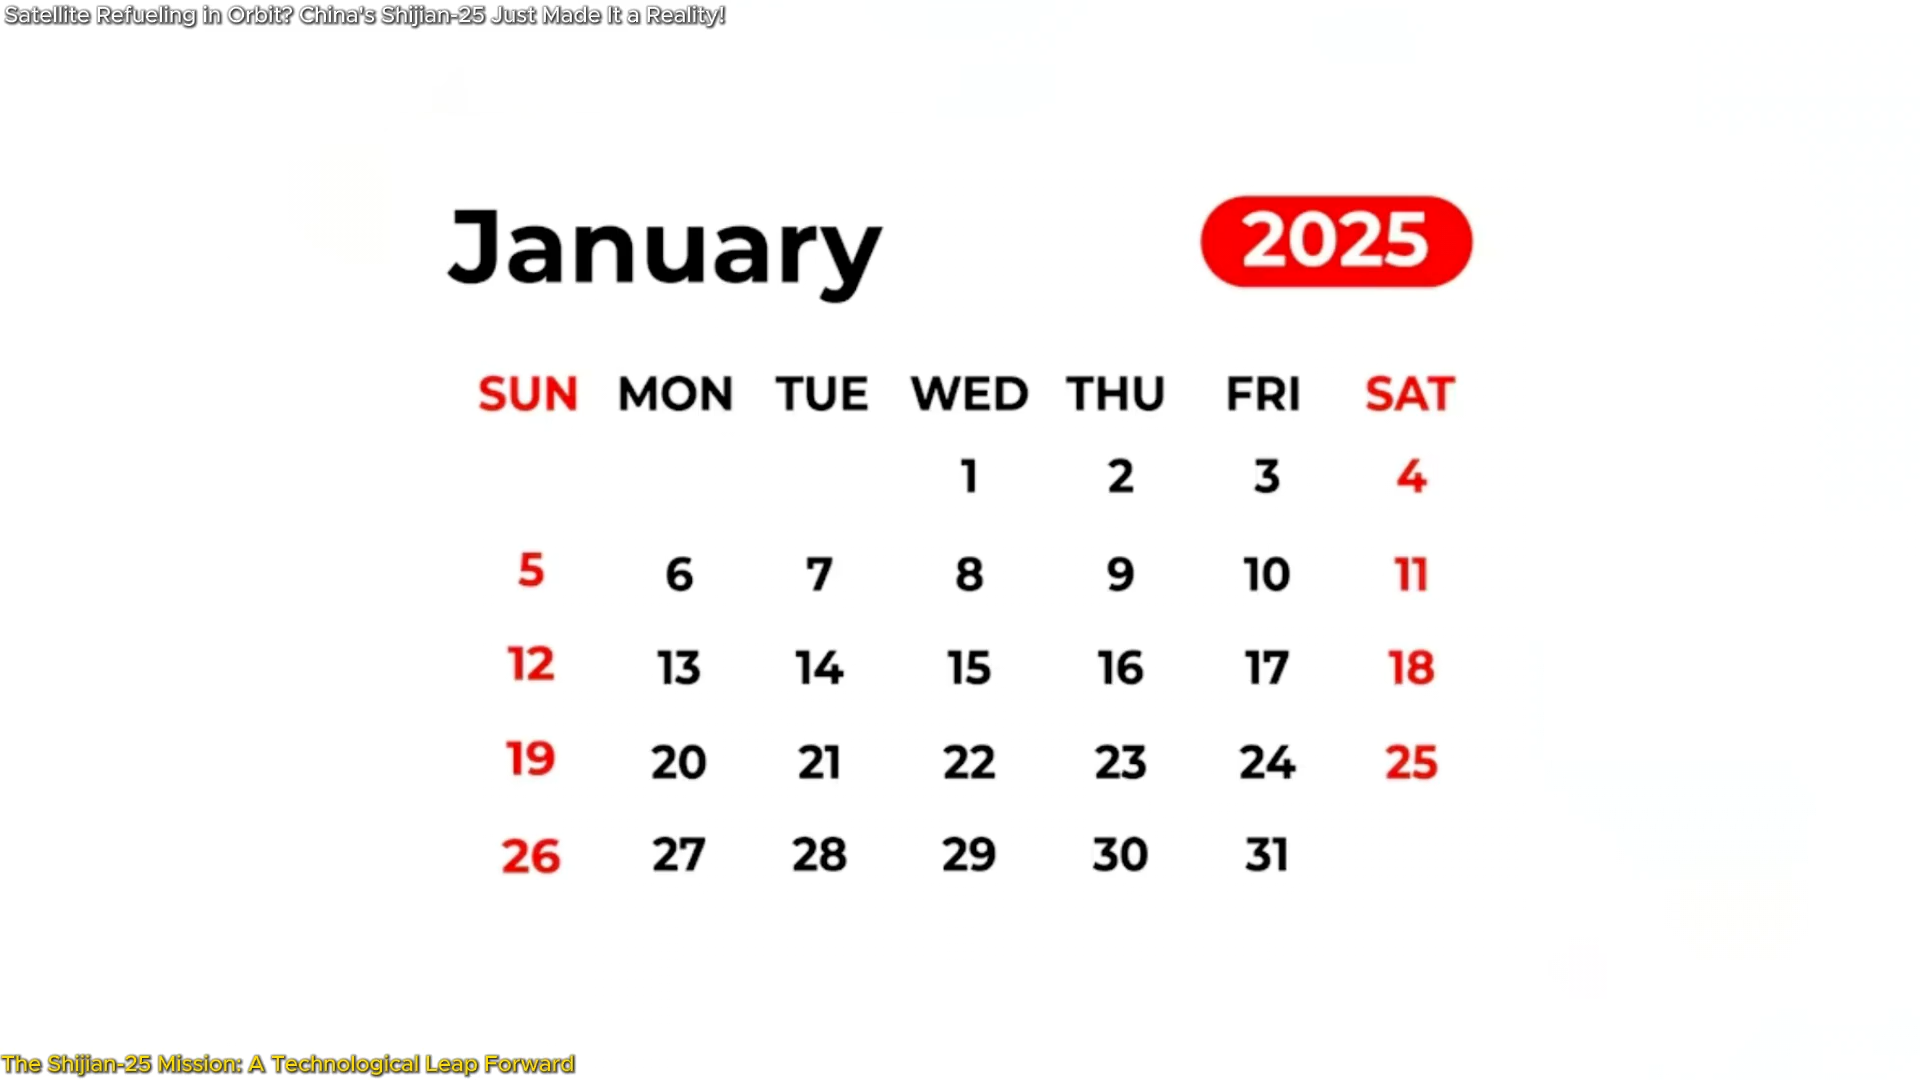 Satellite Refueling in Orbit? China's Shijian-25 Just Made It a Reality!
January 2025
SUN MON TUE WED THU FRI SAT
1 2 3 4
5 6 7 8 9 10 11
12 13 14 15 16 17 18
19 20 21 22 23 24 25
26 27 28 29 30 31
The Shijian-25 Mission: A Technological Leap Forward